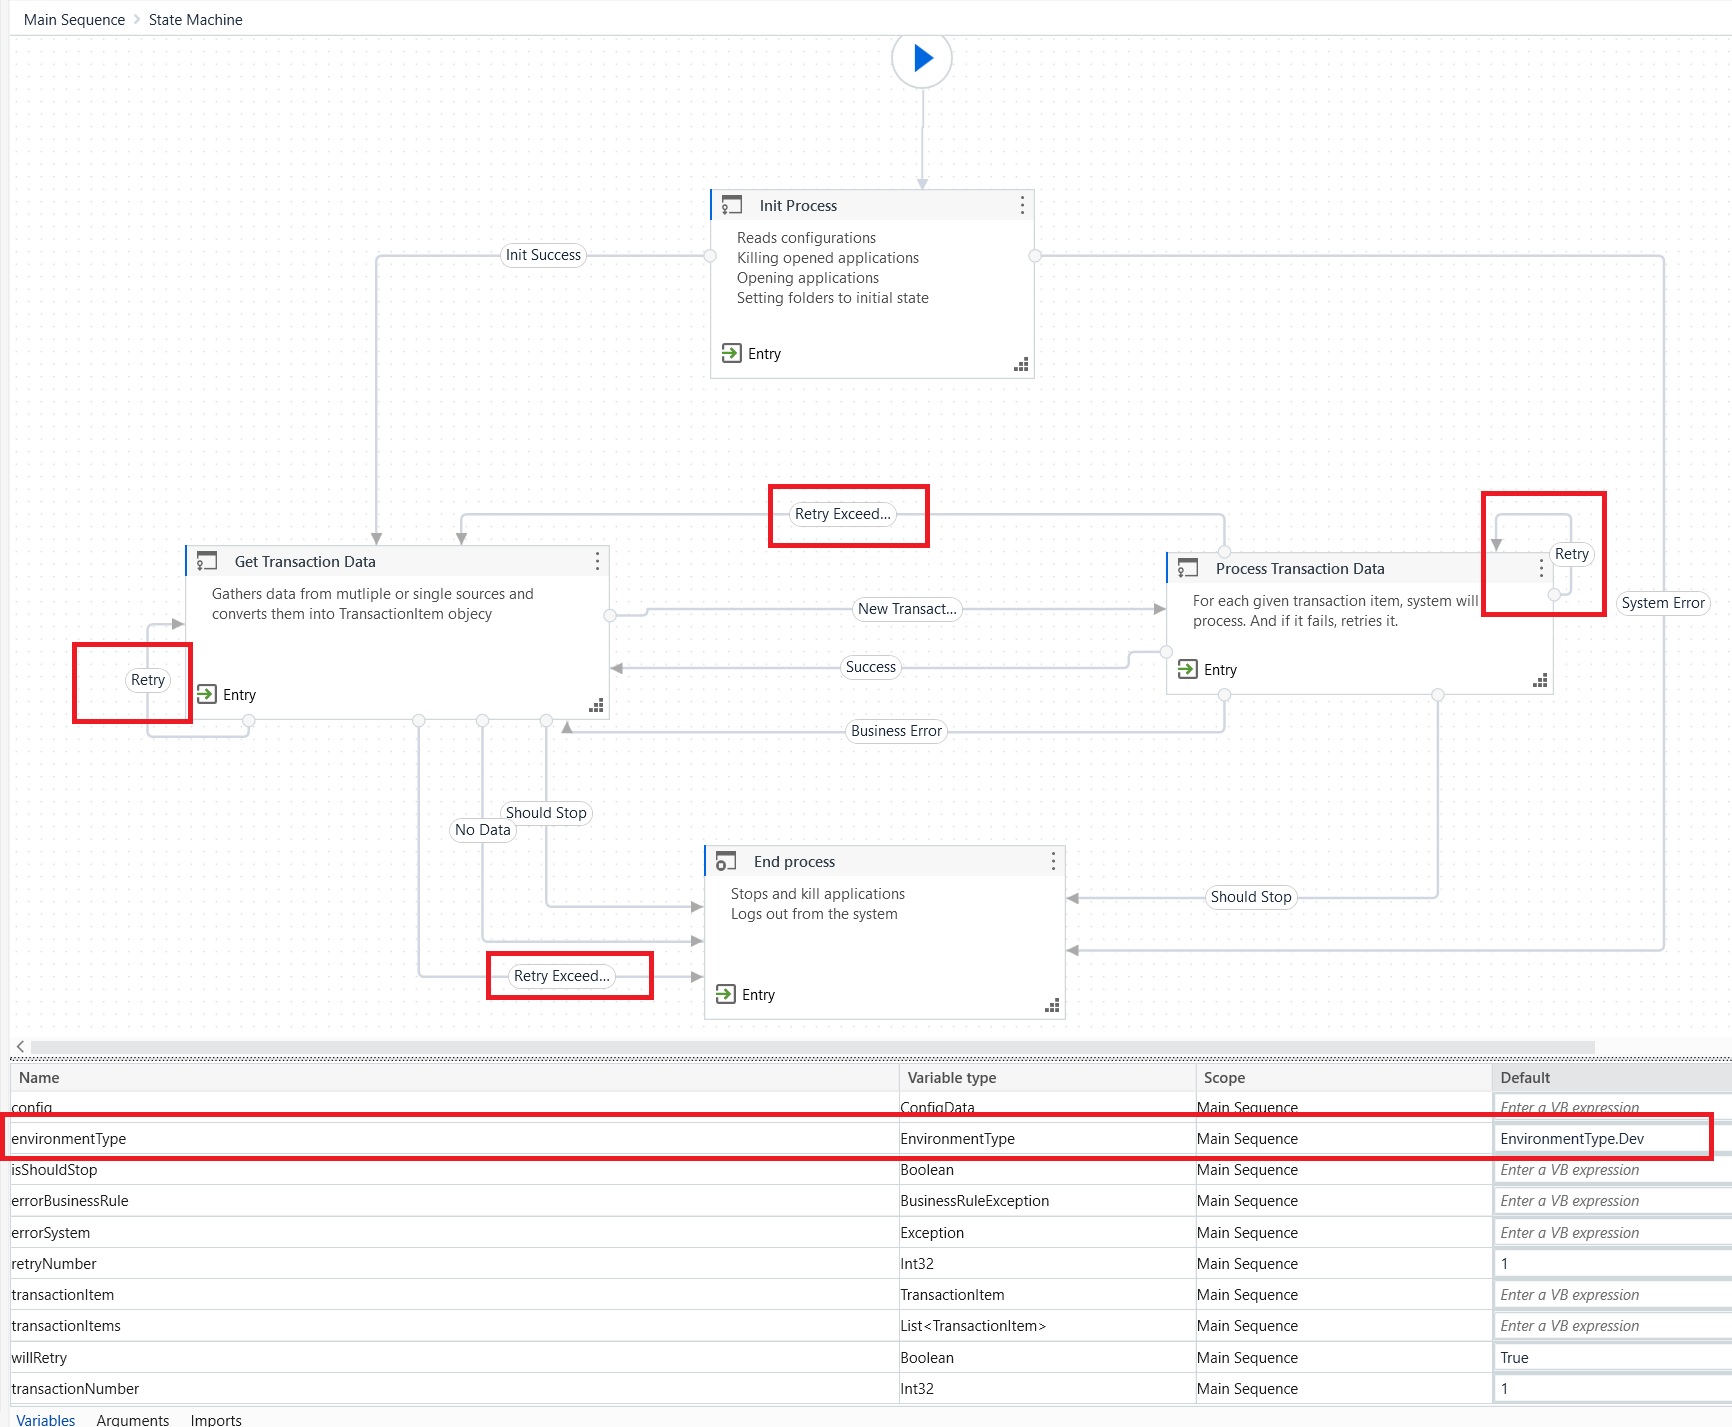 Main Sequence > State Machine
Init Process
Reads configurations
Killing opened applications
Opening applications
Setting folders to initial state
Entry
Init Success
Retry Exceed...
Retry
System Error
Get Transaction Data
Gathers data from mutliple or single sources and
converts them into TransactionItem objecy
Entry
Retry
New Transact...
Success
Business Error
Process Transaction Data
For each given transaction item, system will
process. And if it fails, retries it.
Entry
Should Stop
No Data
Retry Exceed...
End process
Stops and kill applications
Logs out from the system
Entry
Should Stop
Name Variable type Scope Default
config ConfigData Main Sequence Enter a VB expression
environmentType EnvironmentType Main Sequence EnvironmentType.Dev
isShouldStop Boolean Main Sequence Enter a VB expression
errorBusinessRule BusinessRuleException Main Sequence Enter a VB expression
errorSystem Exception Main Sequence Enter a VB expression
retryNumber Int32 Main Sequence 1
transactionItem TransactionItem Main Sequence Enter a VB expression
transactionItems List<TransactionItem> Main Sequence Enter a VB expression
willRetry Boolean Main Sequence True
transactionNumber Int32 Main Sequence 1
Variables Arguments Imports